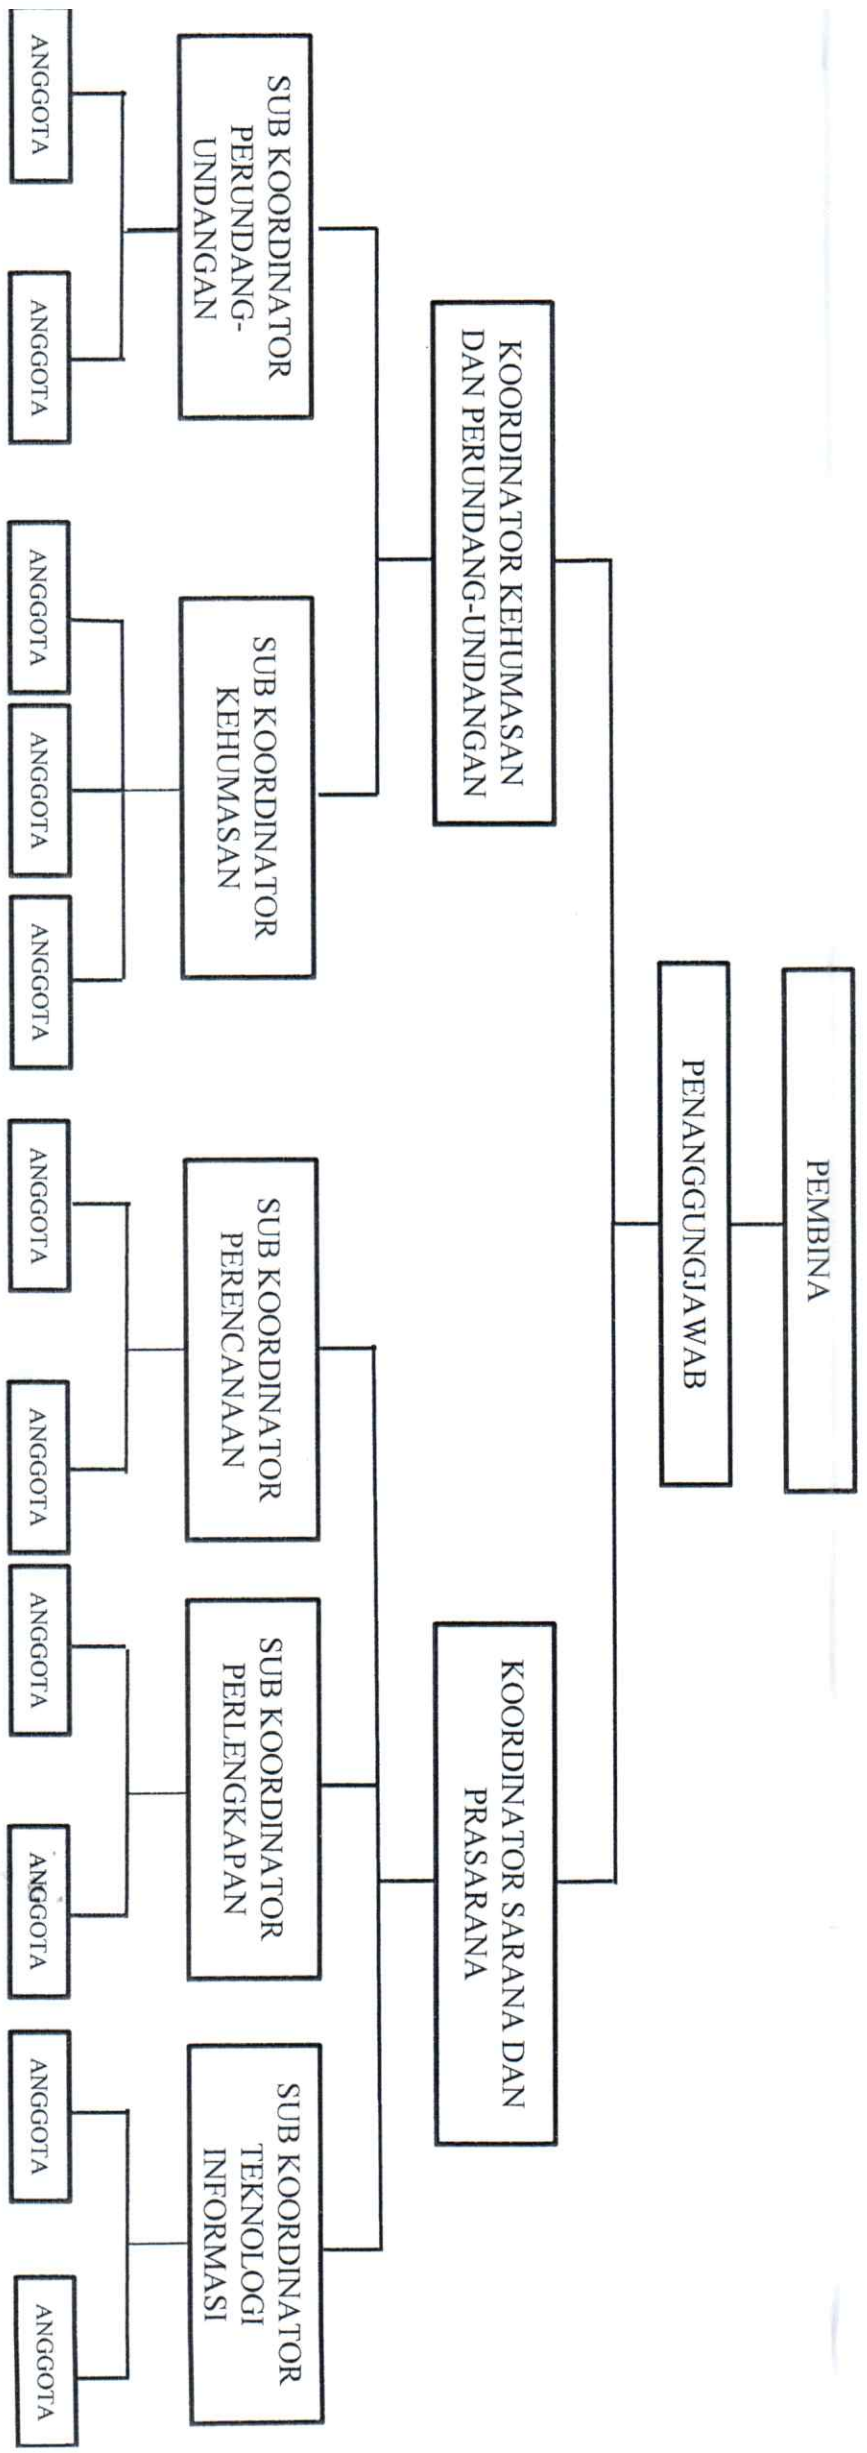 PEMBINA
PENANGGUNGJAWAB
KOORDINATOR KEHUMASAN
DAN PERUNDANG-UNDANGAN
KOORDINATOR SARANA DAN
PRASARANA
SUB KOORDINATOR
PERUNDANG-
UNDANGAN
SUB KOORDINATOR
KEHUMASAN
SUB KOORDINATOR
PERENCANAAN
SUB KOORDINATOR
PERLENGKAPAN
SUB KOORDINATOR
TEKNOLOGI
INFORMASI
ANGGOTA
ANGGOTA
ANGGOTA
ANGGOTA
ANGGOTA
ANGGOTA
ANGGOTA
ANGGOTA
ANGGOTA
ANGGOTA
ANGGOTA